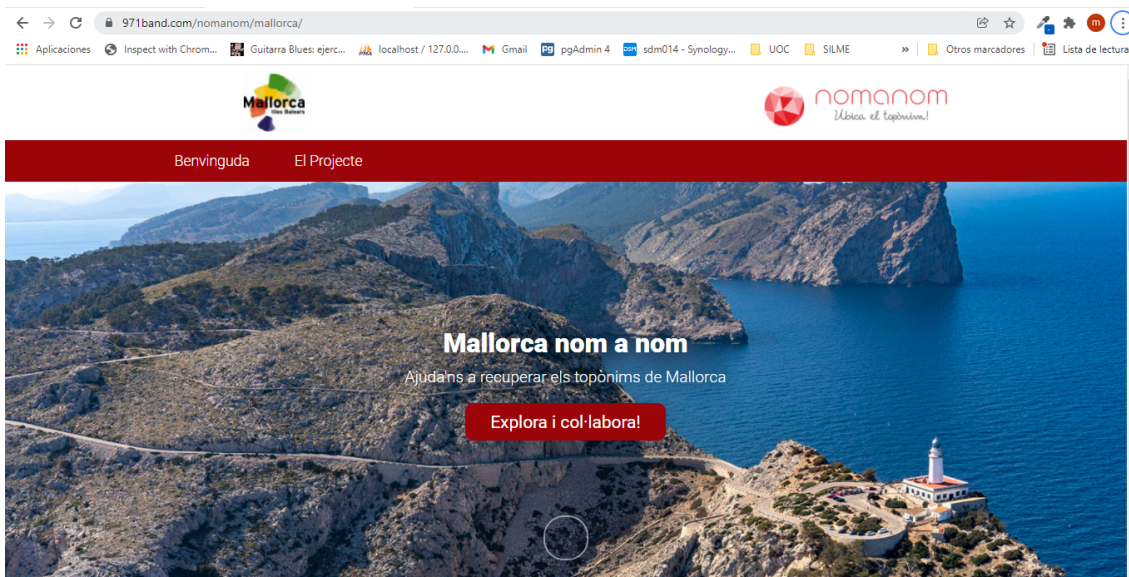 971band.com/nomanom/mallorca/
Aplicaciones Inspect with Chrom... Guitarra Blues: ejerc... localhost / 127.0.0.... Gmail pgAdmin 4 sdm014 - Synology... UOC SILME » Otros marcadores Lista de lectura
Mallorca
Illes Balears
nomanom
Ubica el topònim!
Benvinguda El Projecte
Mallorca nom a nom
Ajuda'ns a recuperar els topònims de Mallorca
Explora i col·labora!